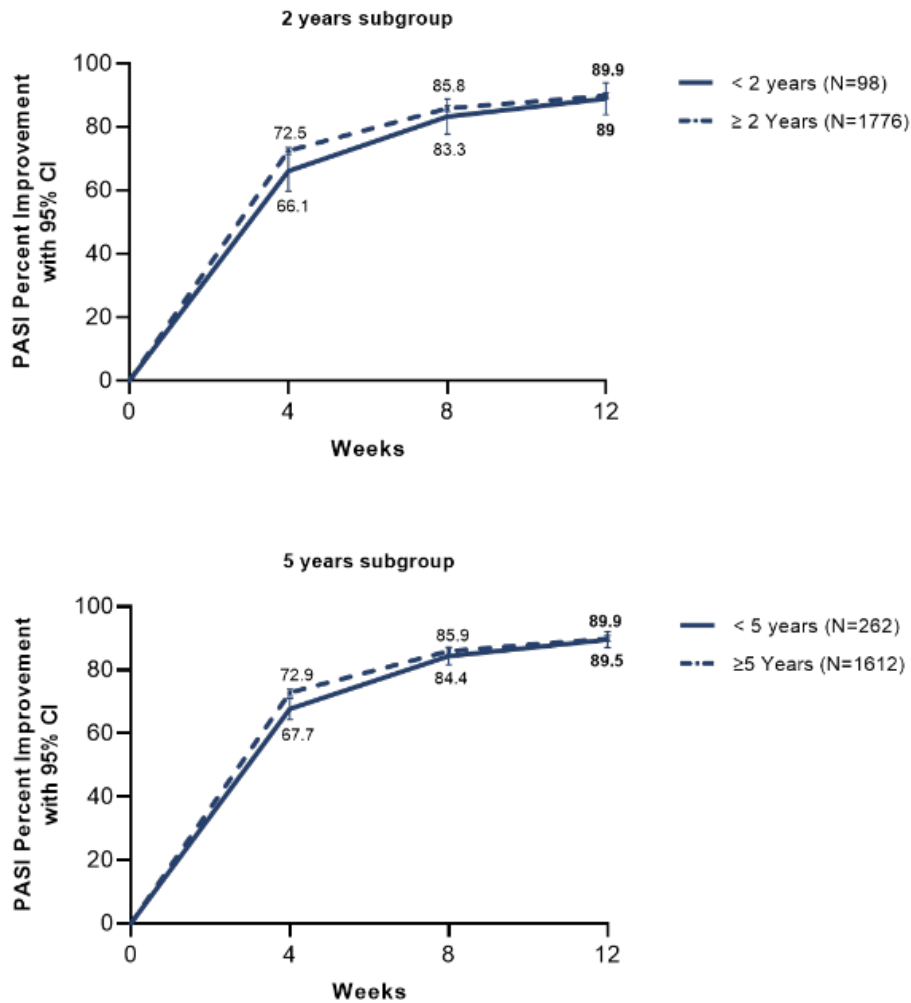 2 years subgroup
PASI Percent Improvement
with 95% CI
100
80
60
40
20
0
0
4
8
12
Weeks
72.5
66.1
85.8
83.3
89.9
89
< 2 years (N=98)
≥ 2 Years (N=1776)
5 years subgroup
PASI Percent Improvement
with 95% CI
100
80
60
40
20
0
0
4
8
12
Weeks
72.9
67.7
85.9
84.4
89.9
89.5
< 5 years (N=262)
≥5 Years (N=1612)